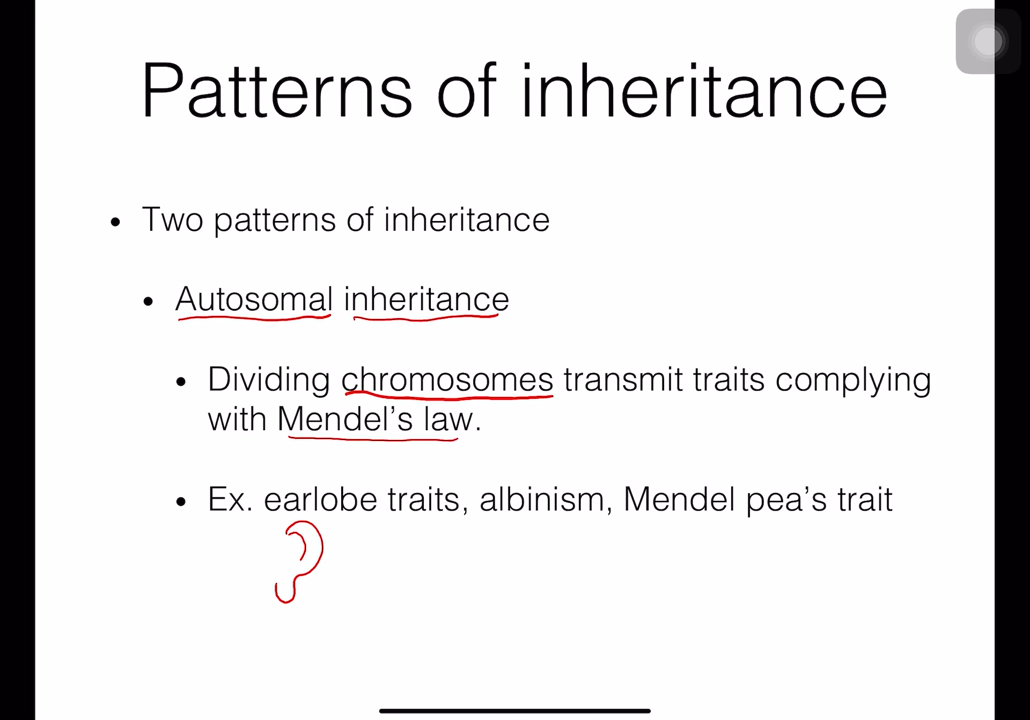 Patterns of inheritance
• Two patterns of inheritance
• Autosomal inheritance
• Dividing chromosomes transmit traits complying
with Mendel's law.
• Ex. earlobe traits, albinism, Mendel pea's trait